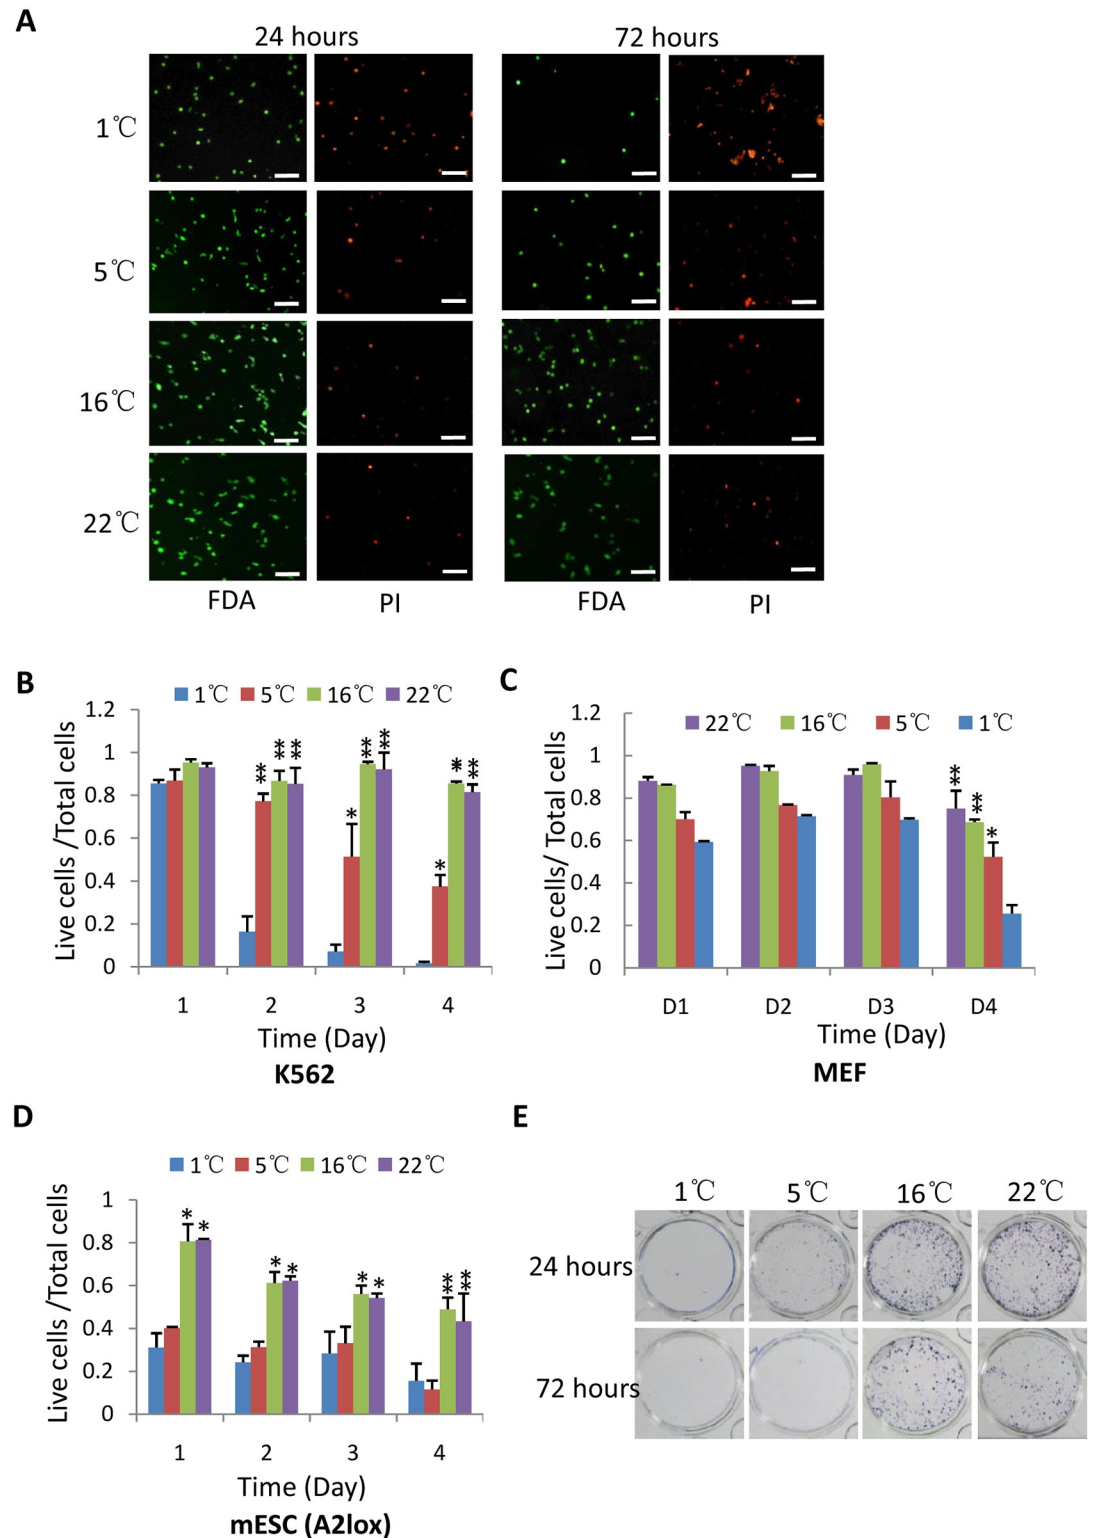 A
24 hours 72 hours
1℃
5℃
16℃
22℃
FDA PI FDA PI
B
1℃ 5℃ 16℃ 22℃
Live cells /Total cells
1.2
1
0.8
0.6
0.4
0.2
0
** ** **
* ** **
* ** **
1 2 3 4
Time (Day)
K562
C
22℃ 16℃ 5℃ 1℃
Live cells/ Total cells
1.2
1
0.8
0.6
0.4
0.2
0
** ** *
D1 D2 D3 D4
Time (Day)
MEF
D
1℃ 5℃ 16℃ 22℃
Live cells /Total cells
1
0.8
0.6
0.4
0.2
0
* *
* *
* *
** **
1 2 3 4
Time (Day)
mESC (A2lox)
E
1℃ 5℃ 16℃ 22℃
24 hours
72 hours